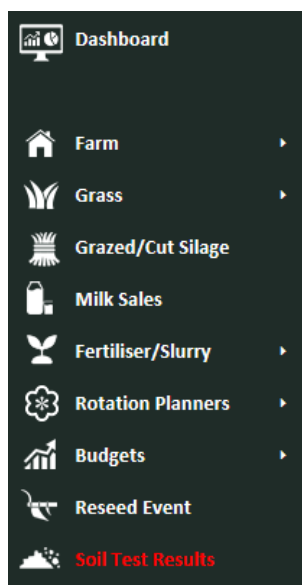 Dashboard
Farm
Grass
Grazed/Cut Silage
Milk Sales
Fertiliser/Slurry
Rotation Planners
Budgets
Reseed Event
Soil Test Results